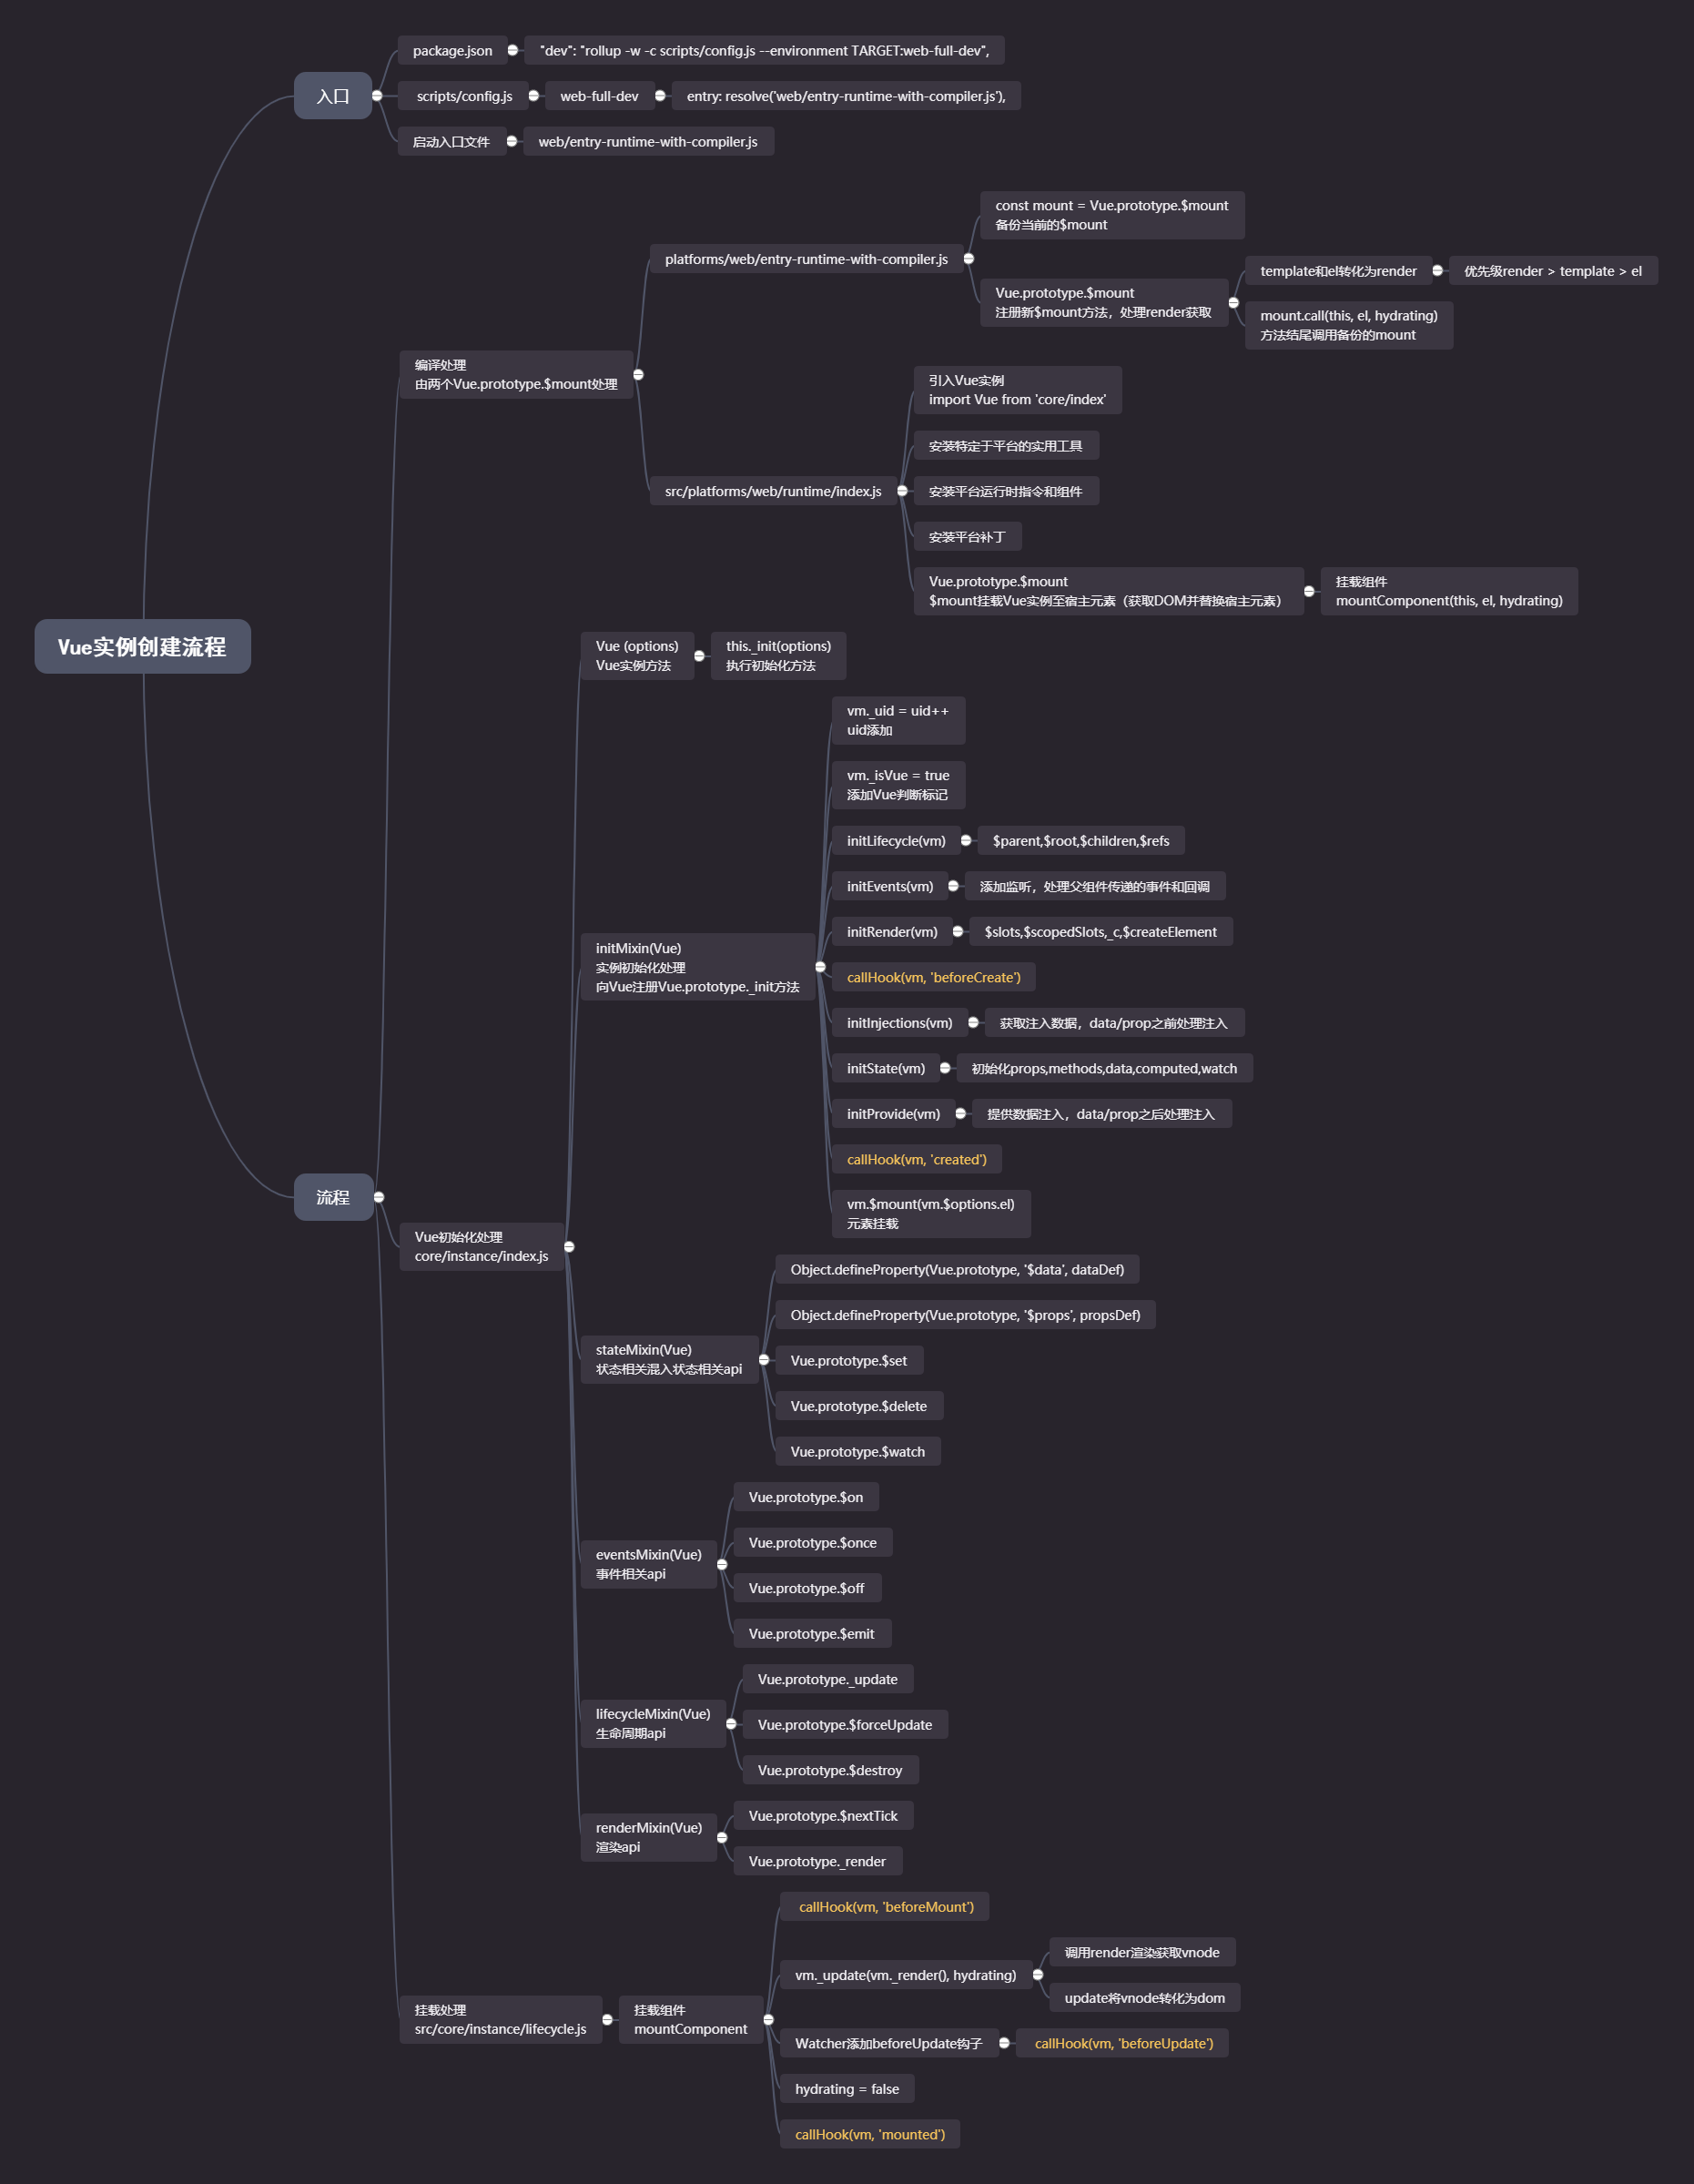 Vue实例创建流程
入口
package.json
"dev": "rollup -w -c scripts/config.js --environment TARGET:web-full-dev",
scripts/config.js
web-full-dev
entry: resolve('web/entry-runtime-with-compiler.js'),
启动入口文件
web/entry-runtime-with-compiler.js
流程
编译处理
由两个Vue.prototype.$mount处理
platforms/web/entry-runtime-with-compiler.js
const mount = Vue.prototype.$mount
备份当前的$mount
Vue.prototype.$mount
注册新$mount方法，处理render获取
template和el转化为render
优先级render > template > el
mount.call(this, el, hydrating)
方法结尾调用备份的mount
src/platforms/web/runtime/index.js
引入Vue实例
import Vue from 'core/index'
安装特定于平台的实用工具
安装平台运行时指令和组件
安装平台补丁
Vue.prototype.$mount
$mount挂载Vue实例至宿主元素（获取DOM并替换宿主元素）
挂载组件
mountComponent(this, el, hydrating)
Vue初始化处理
core/instance/index.js
Vue (options)
Vue实例方法
this._init(options)
执行初始化方法
initMixin(Vue)
实例初始化处理
向Vue注册Vue.prototype._init方法
vm._uid = uid++
uid添加
vm._isVue = true
添加Vue判断标记
initLifecycle(vm)
$parent,$root,$children,$refs
initEvents(vm)
添加监听，处理父组件传递的事件和回调
initRender(vm)
$slots,$scopedSlots,_c,$createElement
callHook(vm, 'beforeCreate')
initInjections(vm)
获取注入数据，data/prop之前处理注入
initState(vm)
初始化props,methods,data,computed,watch
initProvide(vm)
提供数据注入，data/prop之后处理注入
callHook(vm, 'created')
vm.$mount(vm.$options.el)
元素挂载
stateMixin(Vue)
状态相关混入状态相关api
Object.defineProperty(Vue.prototype, '$data', dataDef)
Object.defineProperty(Vue.prototype, '$props', propsDef)
Vue.prototype.$set
Vue.prototype.$delete
Vue.prototype.$watch
eventsMixin(Vue)
事件相关api
Vue.prototype.$on
Vue.prototype.$once
Vue.prototype.$off
Vue.prototype.$emit
lifecycleMixin(Vue)
生命周期api
Vue.prototype._update
Vue.prototype.$forceUpdate
Vue.prototype.$destroy
renderMixin(Vue)
渲染api
Vue.prototype.$nextTick
Vue.prototype._render
挂载处理
src/core/instance/lifecycle.js
挂载组件
mountComponent
callHook(vm, 'beforeMount')
vm._update(vm._render(), hydrating)
调用render渲染获取vnode
update将vnode转化为dom
Watcher添加beforeUpdate钩子
callHook(vm, 'beforeUpdate')
hydrating = false
callHook(vm, 'mounted')